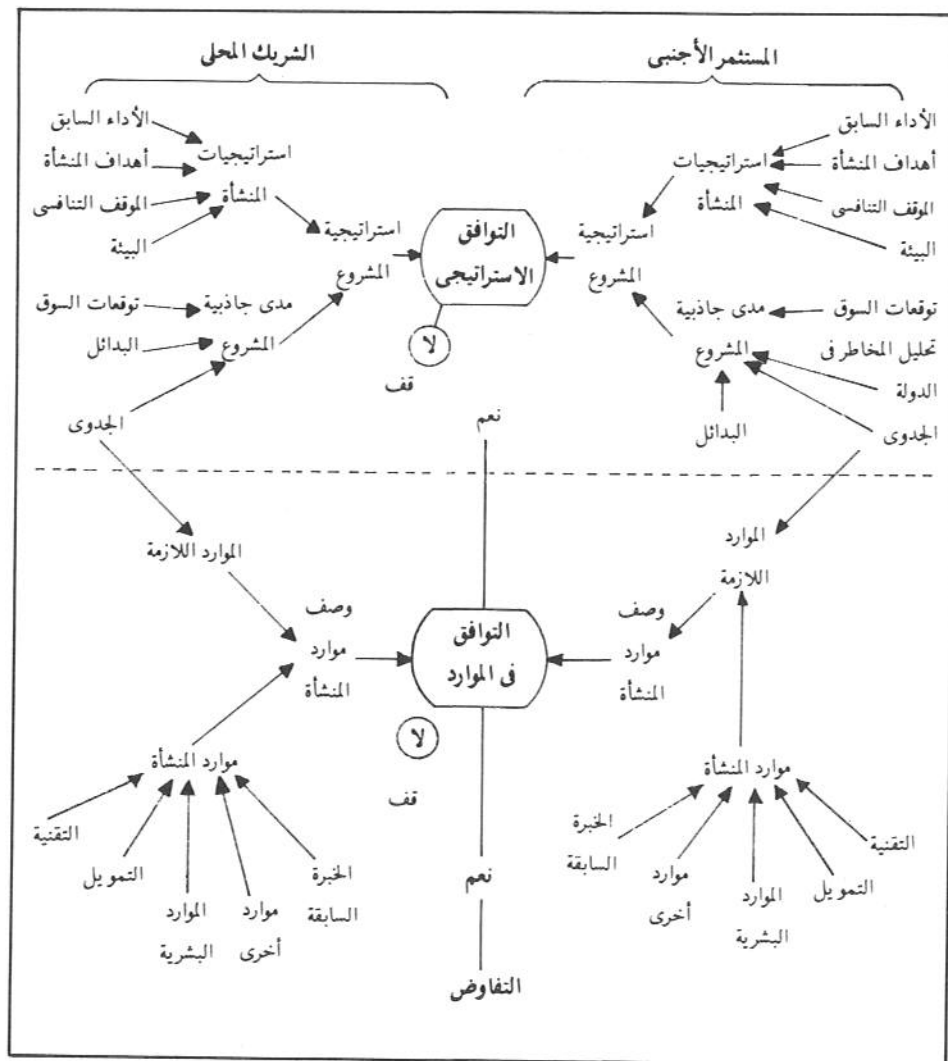 المستثمر الأجنبى
الشريك المحلى
الأداء السابق
أهداف المنشأة
الموقف التنافسى
البيئة
استراتيجيات
المنشأة
استراتيجية
المشروع
توقعات السوق
تحليل المخاطر فى
الدولة
الجدوى
البدائل
مدى جاذبية
المشروع
التوافق
الاستراتيجى
لا
قف
نعم
الأداء السابق
أهداف المنشأة
الموقف التنافسى
البيئة
استراتيجيات
المنشأة
استراتيجية
المشروع
توقعات السوق
البدائل
الجدوى
مدى جاذبية
المشروع
الموارد
اللازمة
وصف
موارد
المنشأة
موارد المنشأة
التقنية
التمويل
الموارد
البشرية
موارد
أخرى
الخبرة
السابقة
التوافق
فى الموارد
لا
قف
نعم
التفاوض
الموارد اللازمة
وصف
موارد
المنشأة
موارد المنشأة
الخبرة
السابقة
موارد
أخرى
الموارد
البشرية
التمويل
التقنية